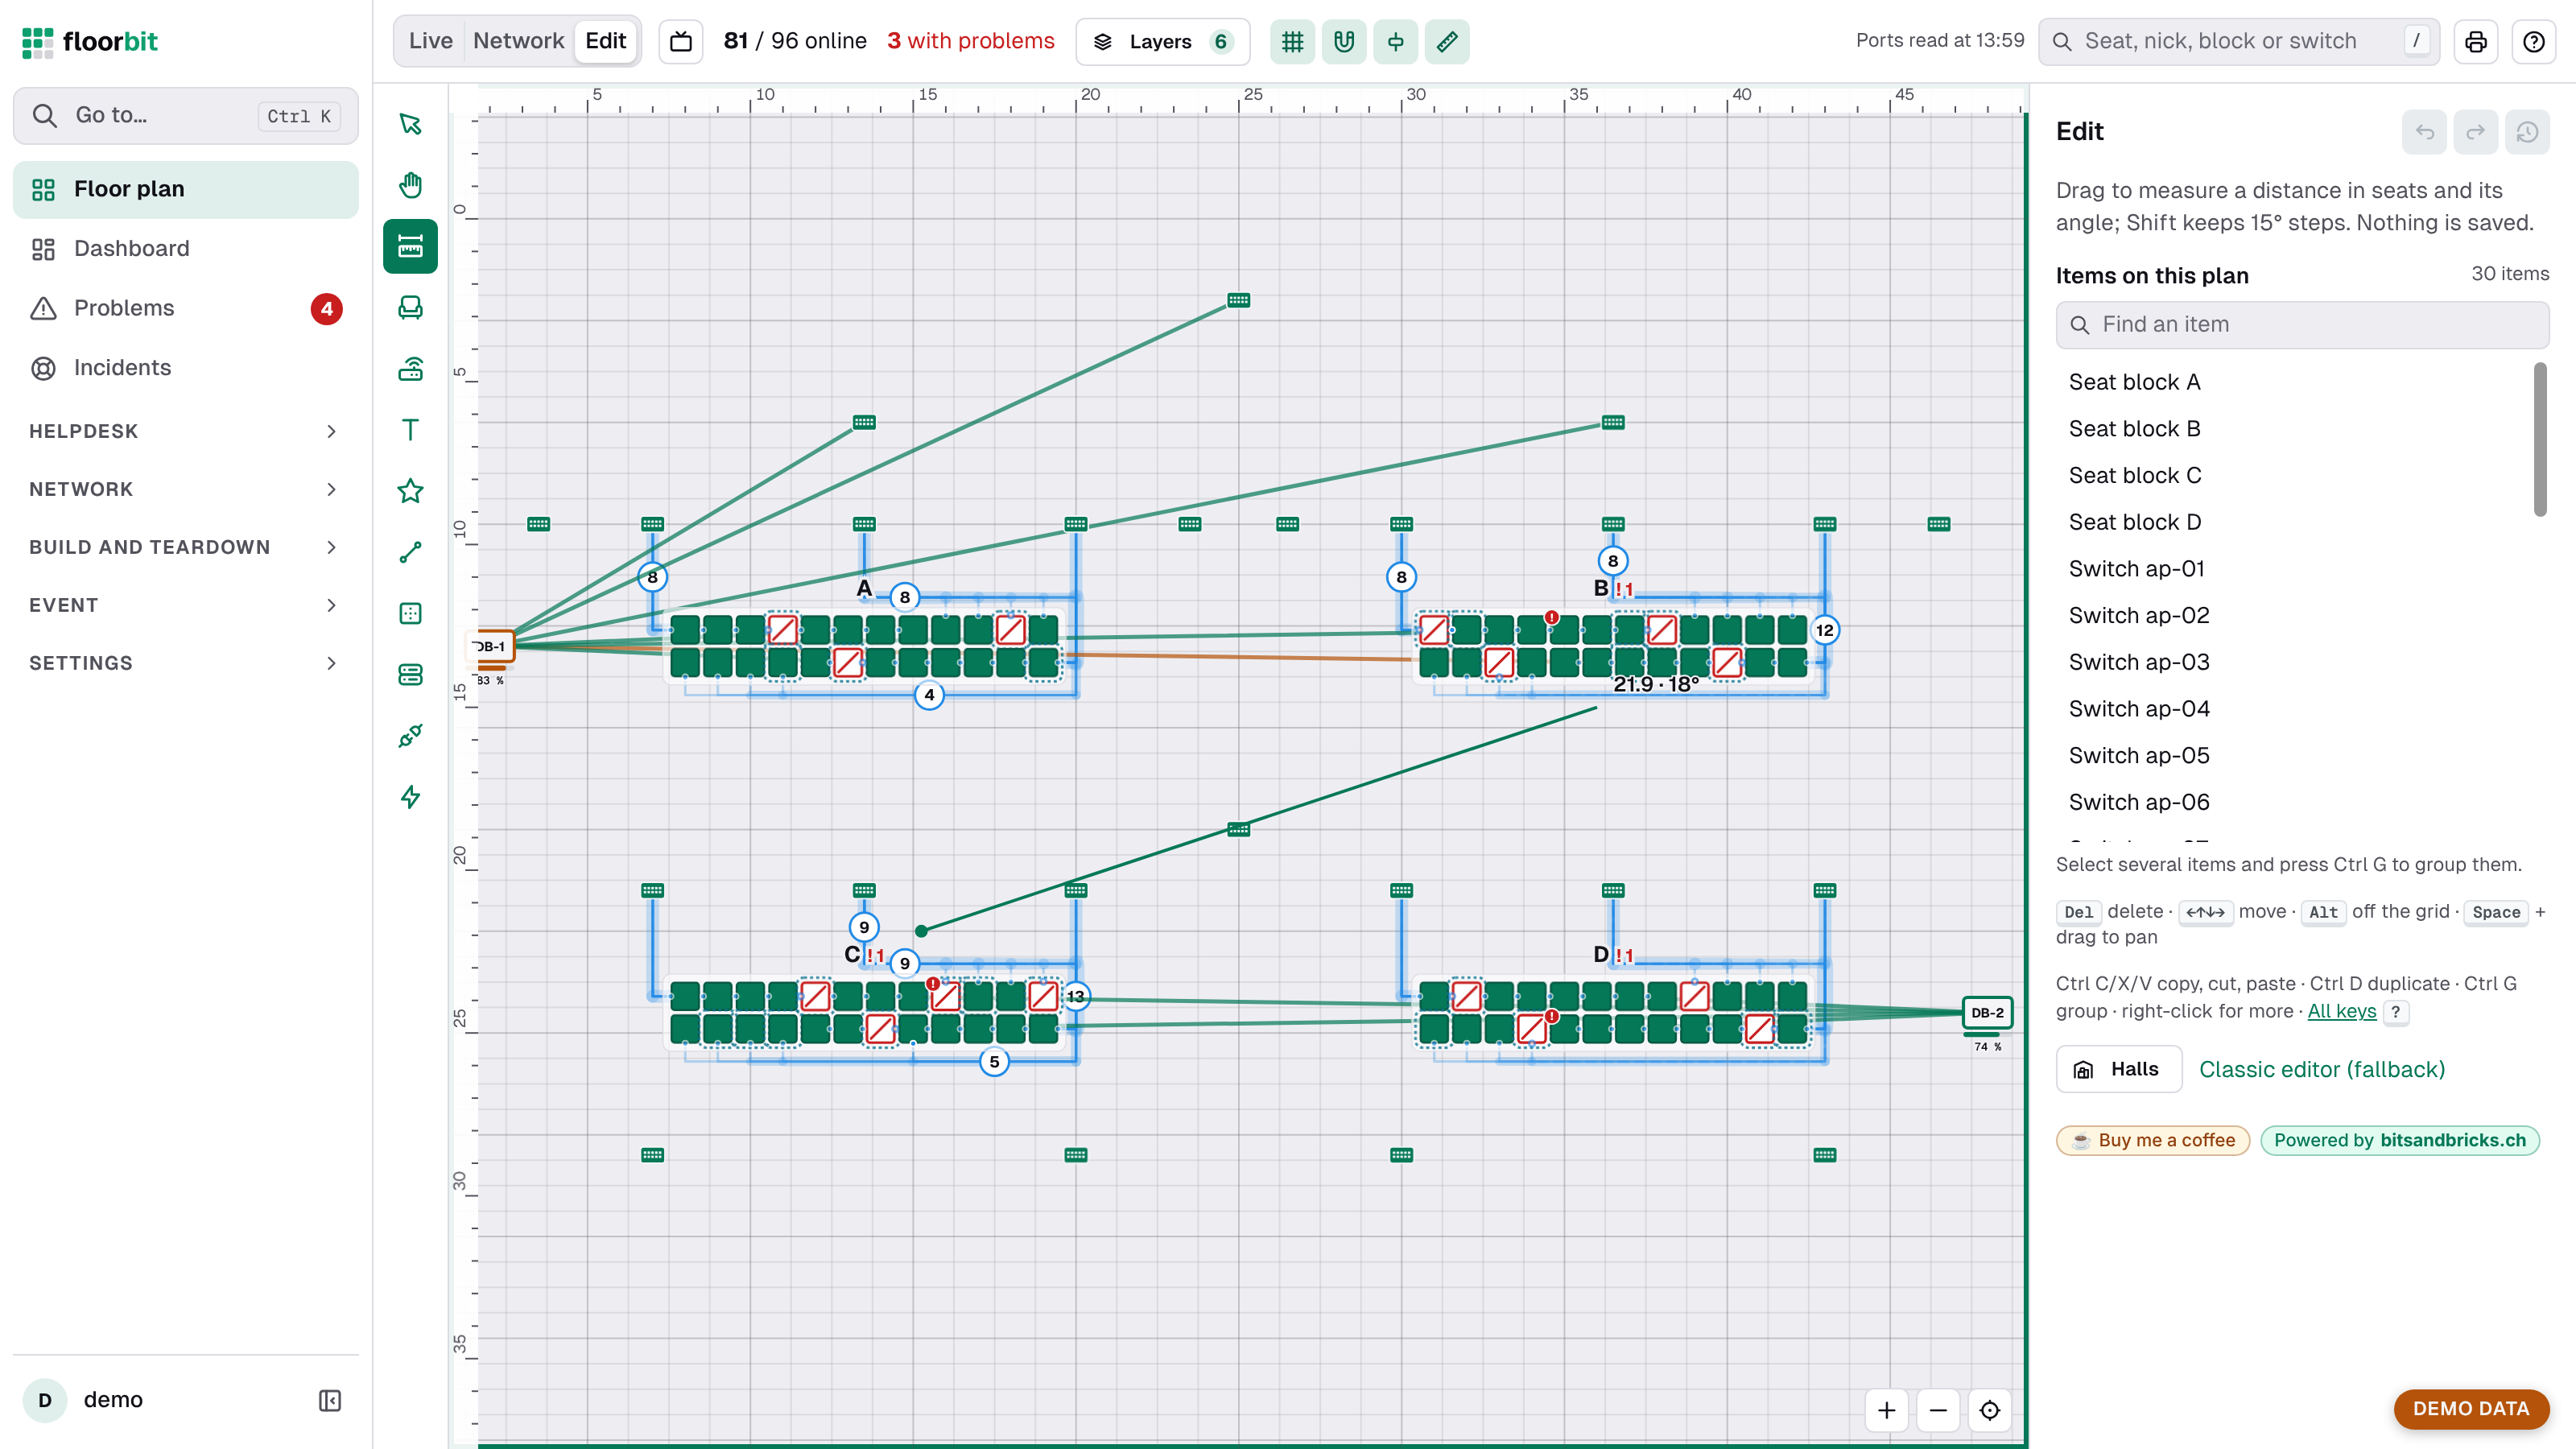 floorbit
Go to...
Ctrl K
Floor plan
Dashboard
Problems
4
Incidents
HELPDESK
NETWORK
BUILD AND TEARDOWN
EVENT
SETTINGS
D
demo
Live
Network
Edit
81 / 96 online
3 with problems
Layers
6
Ports read at 13:59
Seat, nick, block or switch
/
5
10
15
20
25
30
35
40
45
0
5
10
15
20
25
30
35
8
A
8
8
8
B !1
12
DB-1
83 %
4
21.9 · 18°
9
C !1
9
13
D !1
5
DB-2
74 %
Edit
Drag to measure a distance in seats and its
angle; Shift keeps 15° steps. Nothing is saved.
Items on this plan
30 items
Find an item
Seat block A
Seat block B
Seat block C
Seat block D
Switch ap-01
Switch ap-02
Switch ap-03
Switch ap-04
Switch ap-05
Switch ap-06
Select several items and press Ctrl G to group them.
Del delete · ←↑↓→ move · Alt off the grid · Space +
drag to pan
Ctrl C/X/V copy, cut, paste · Ctrl D duplicate · Ctrl G
group · right-click for more · All keys ?
Halls
Classic editor (fallback)
Buy me a coffee
Powered by bitsandbricks.ch
DEMO DATA